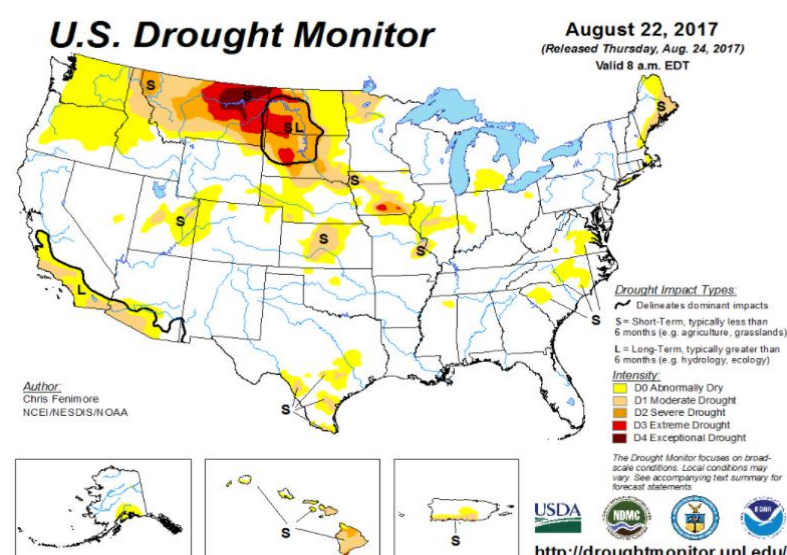 U.S. Drought Monitor
August 22, 2017
(Released Thursday, Aug. 24, 2017)
Valid 8 a.m. EDT
S
S
S L
S
S
S
S
S
S
L
S
S
Drought Impact Types:
Delineates dominant impacts
S = Short-Term, typically less than
6 months (e.g. agriculture, grasslands)
L = Long-Term, typically greater than
6 months (e.g. hydrology, ecology)
Intensity:
D0 Abnormally Dry
D1 Moderate Drought
D2 Severe Drought
D3 Extreme Drought
D4 Exceptional Drought
Author:
Chris Fenimore
NCEI/NESDIS/NOAA
The Drought Monitor focuses on broad-
scale conditions. Local conditions may
vary. See accompanying text summary for
forecast statements.
S
S
USDA
NDMC
NOAA
http://droughtmonitor.unl.edu/